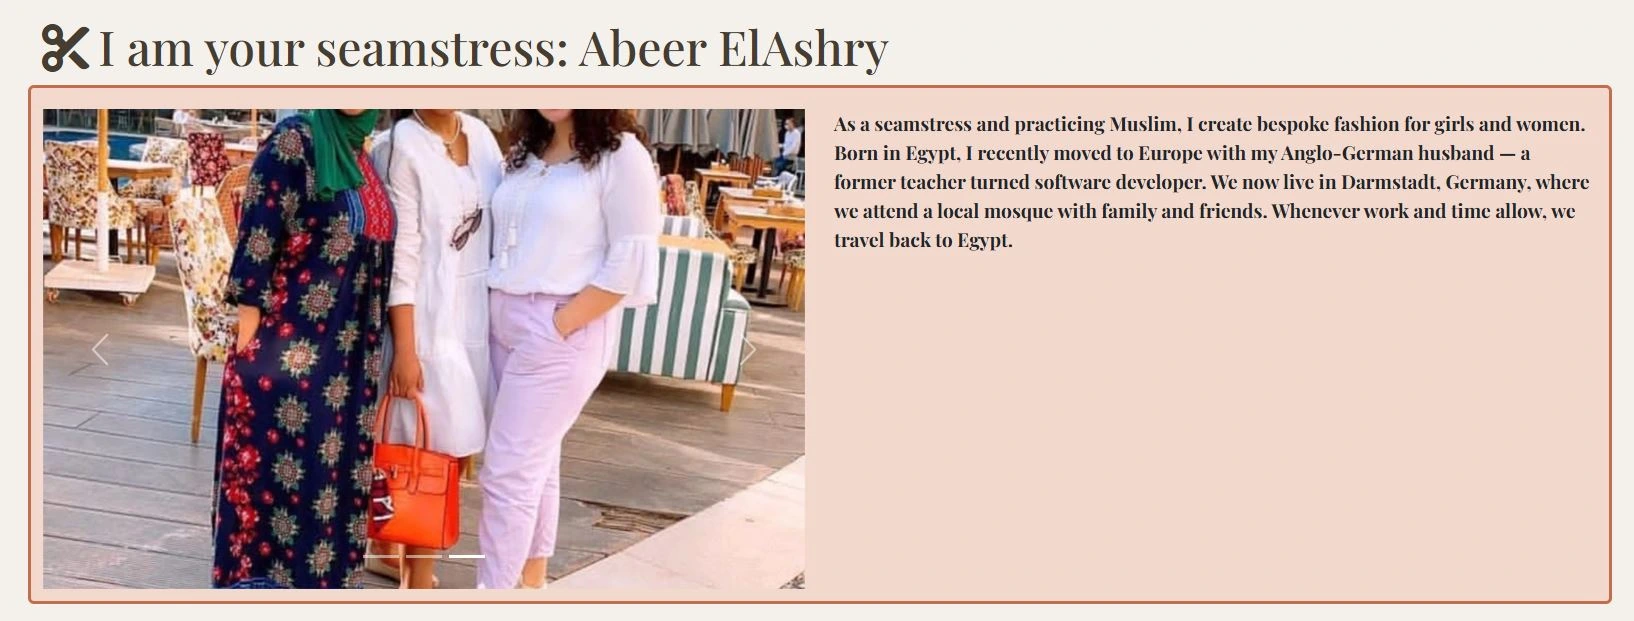 I am your seamstress: Abeer ElAshry
As a seamstress and practicing Muslim, I create bespoke fashion for girls and women.
Born in Egypt, I recently moved to Europe with my Anglo-German husband — a
former teacher turned software developer. We now live in Darmstadt, Germany, where
we attend a local mosque with family and friends. Whenever work and time allow, we
travel back to Egypt.